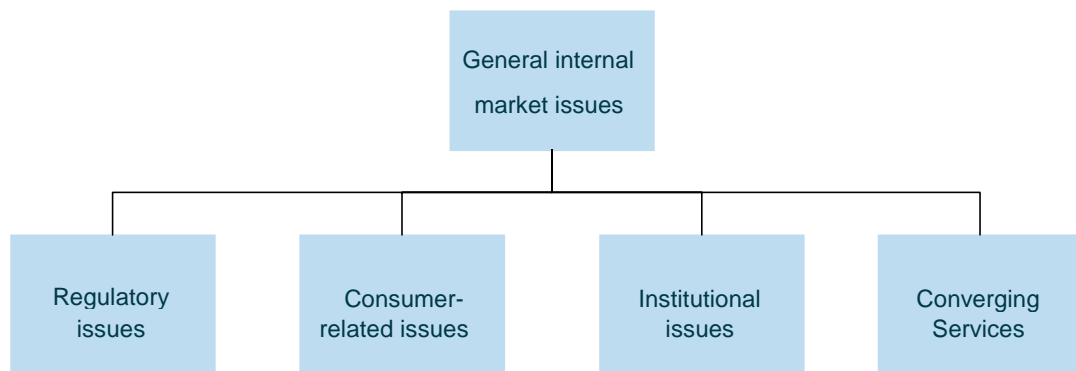 General internal
market issues
Regulatory
issues
Consumer-
related issues
Institutional
issues
Converging
Services